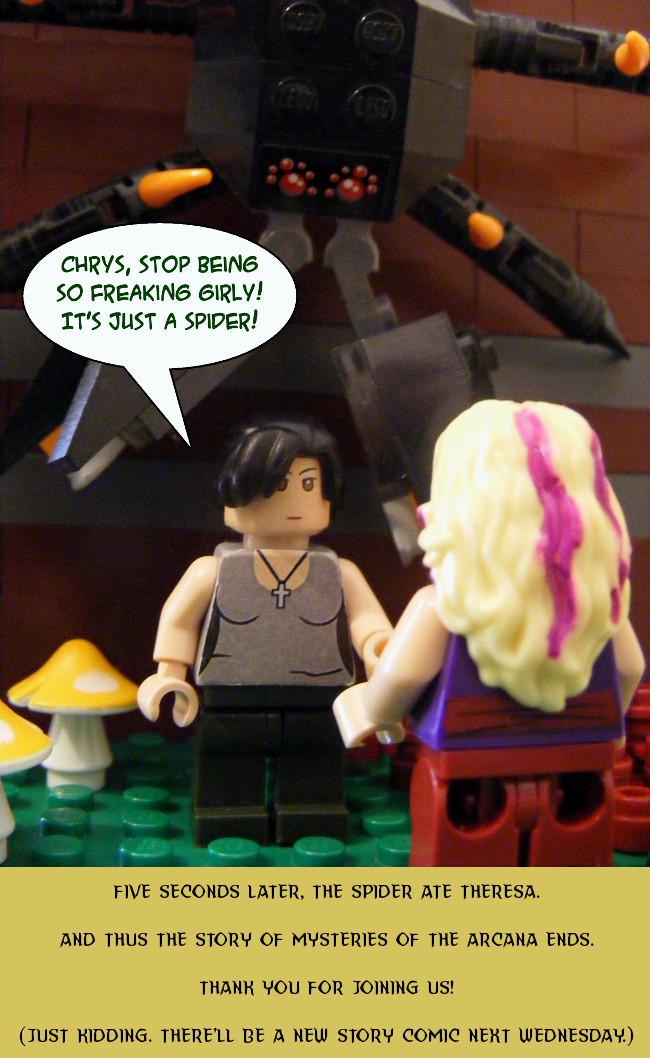 CHRYS, STOP BEING
SO FREAKING GIRLY!
IT'S JUST A SPIDER!
FIVE SECONDS LATER, THE SPIDER ATE THERESA.
AND THUS THE STORY OF MYSTERIES OF THE ARCANA ENDS.
THANK YOU FOR JOINING US!
(JUST KIDDING. THERE'LL BE A NEW STORY COMIC NEXT WEDNESDAY.)